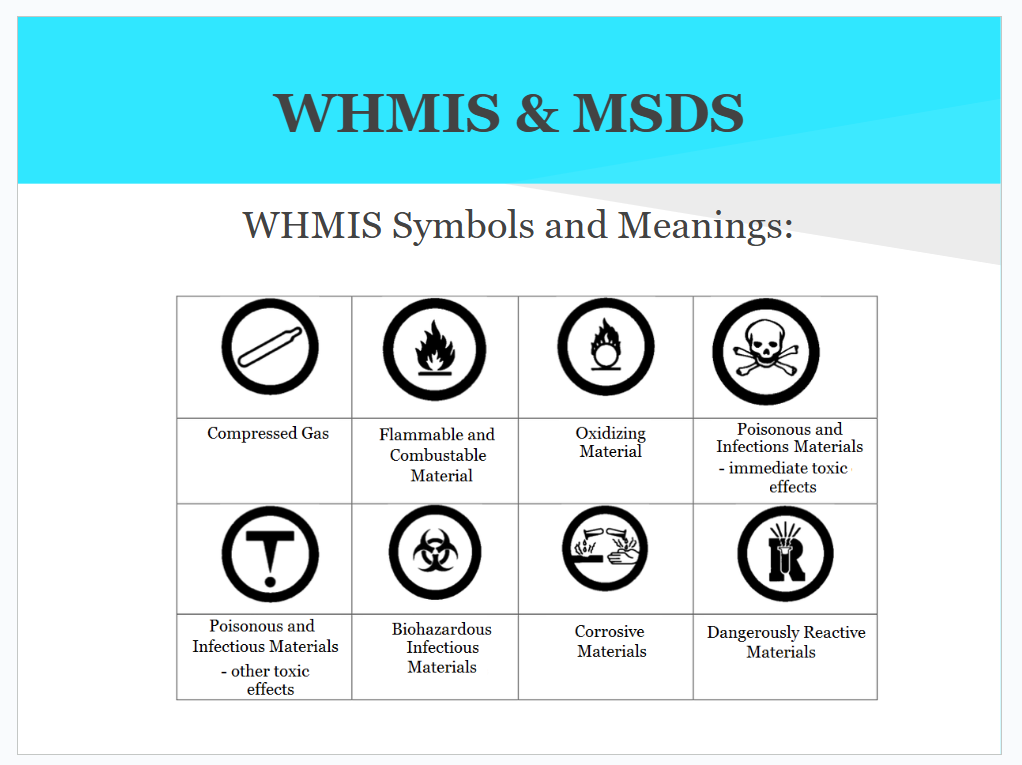 WHMIS & MSDS
WHMIS Symbols and Meanings:
Compressed Gas
Flammable and
Combustable
Material
Oxidizing
Material
Poisonous and
Infections Materials
- immediate toxic
effects
T
R
Poisonous and
Infectious Materials
- other toxic
effects
Biohazardous
Infectious
Materials
Corrosive
Materials
Dangerously Reactive
Materials